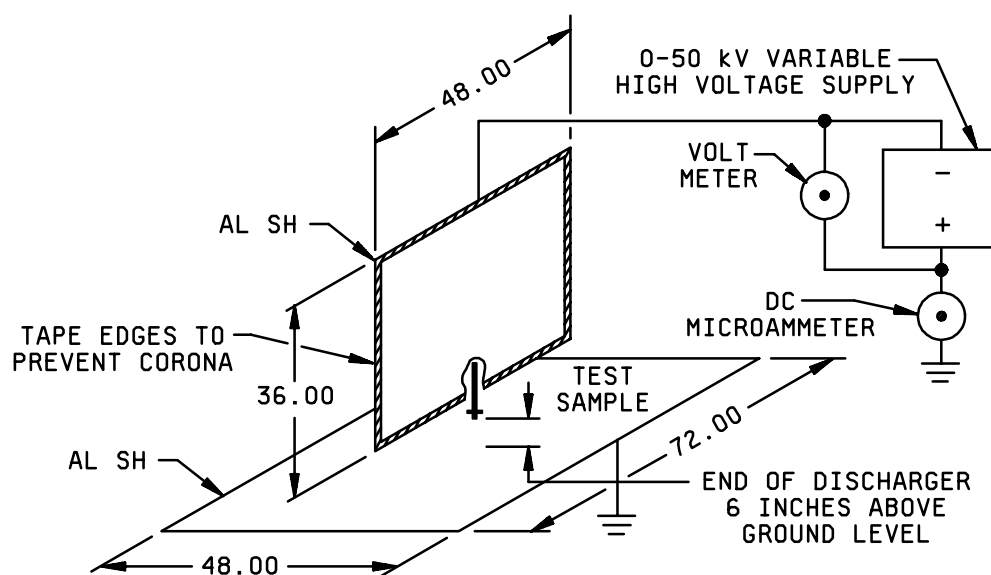 48.00
0-50 kV VARIABLE
HIGH VOLTAGE SUPPLY
VOLT
METER
-
+
AL SH
DC
MICROAMMETER
TAPE EDGES TO
PREVENT CORONA
36.00
TEST
SAMPLE
72.00
AL SH
END OF DISCHARGER
6 INCHES ABOVE
GROUND LEVEL
48.00